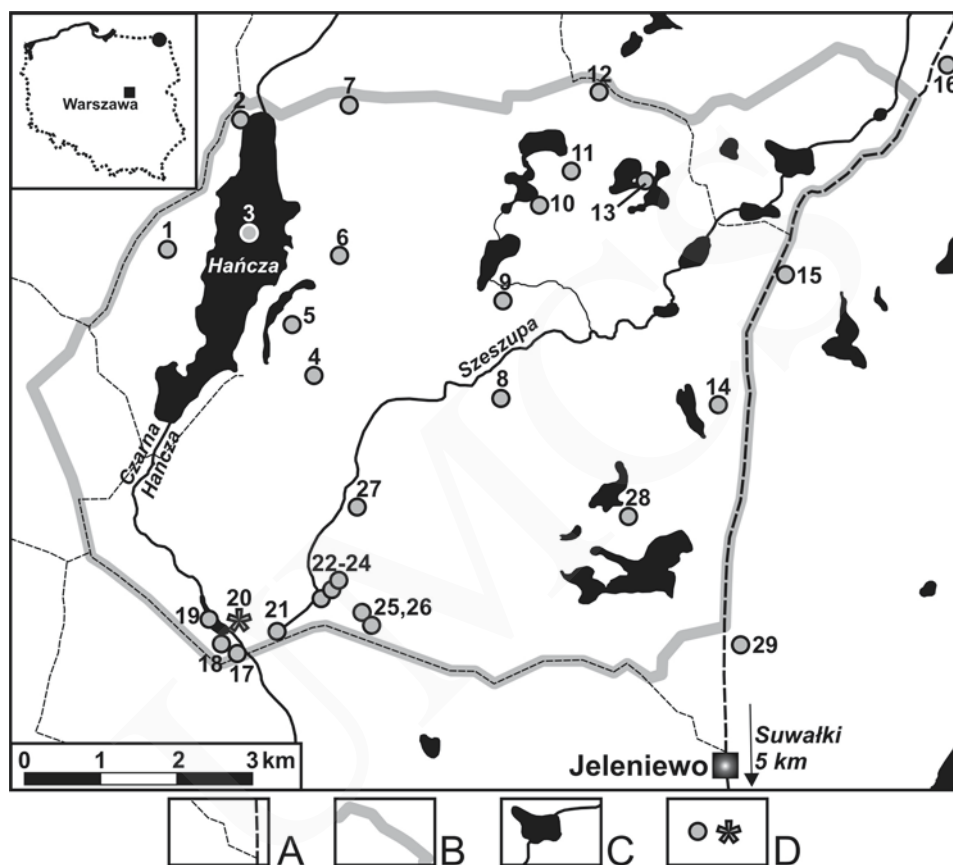 Warszawa
2
7
12
16
11
10
13
1
3
Hańcza
6
5
4
9
15
Szeszupa
8
14
Czarna
Hańcza
27
28
22-24
20
19
21
25,26
18
17
29
0 1 2 3 km
Jeleniewo
Suwałki
5 km
A
B
C
D
UMCS